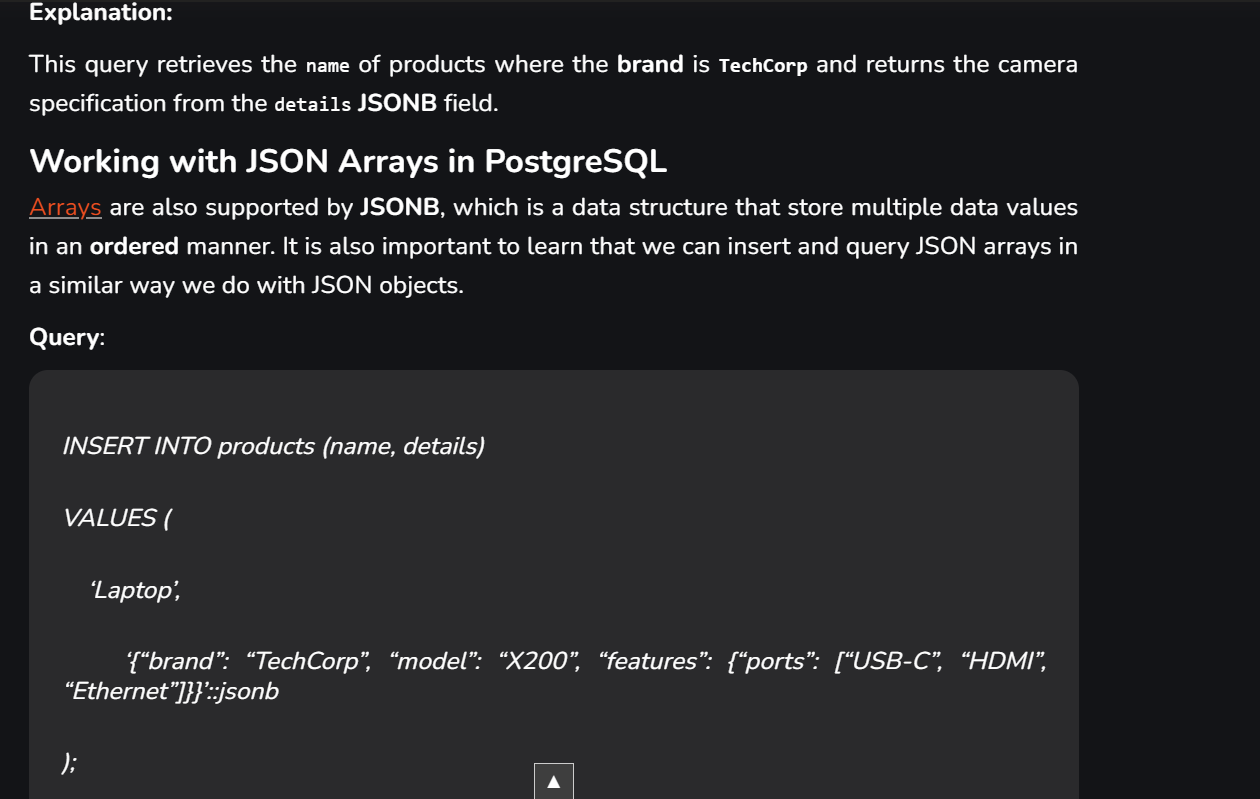 Explanation:
This query retrieves the name of products where the brand is TechCorp and returns the camera
specification from the details JSONB field.
Working with JSON Arrays in PostgreSQL
Arrays are also supported by JSONB, which is a data structure that store multiple data values
in an ordered manner. It is also important to learn that we can insert and query JSON arrays in
a similar way we do with JSON objects.
Query:
INSERT INTO products (name, details)
VALUES (
‘Laptop’,
‘{“brand”: “TechCorp”, “model”: “X200”, “features”: {“ports”: [“USB-C”, “HDMI”,
“Ethernet”]}}’::jsonb
);